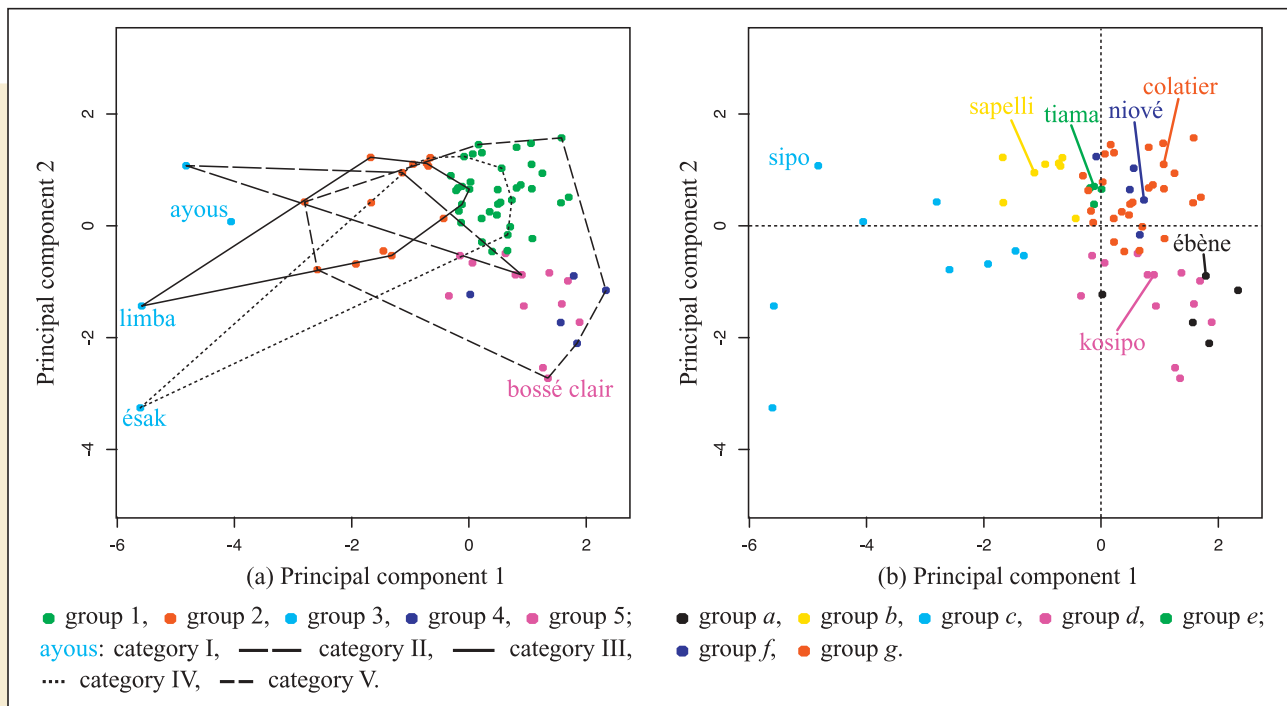 Principal component 2
2
0
-2
-4
-6
-4
-2
0
2
ayous
limba
ésak
bossé clair
(a) Principal component 1
Principal component 2
2
0
-2
-4
-6
-4
-2
0
2
sipo
sapelli
tiama
niové
colatier
ébène
kosipo
(b) Principal component 1
group 1, group 2, group 3, group 4, group 5;
ayous: category I, category II, category III,
category IV, category V.
group a, group b, group c, group d, group e;
group f, group g.